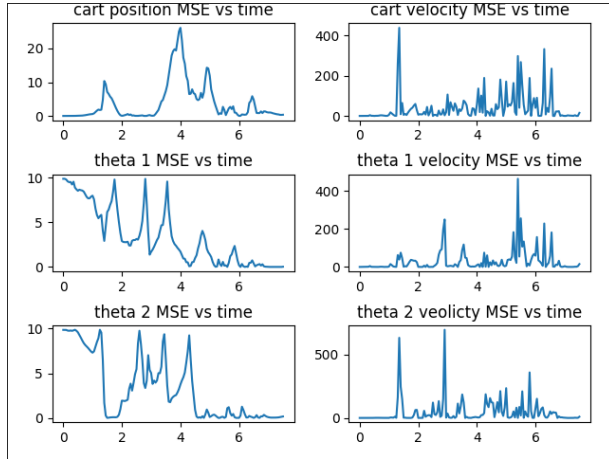 cart position MSE vs time
cart velocity MSE vs time
20
10
0
0 2 4 6
400
200
0
0 2 4 6
theta 1 MSE vs time
theta 1 velocity MSE vs time
10
5
0
0 2 4 6
400
200
0
0 2 4 6
theta 2 MSE vs time
theta 2 veolicty MSE vs time
10
5
0
0 2 4 6
500
0
0 2 4 6